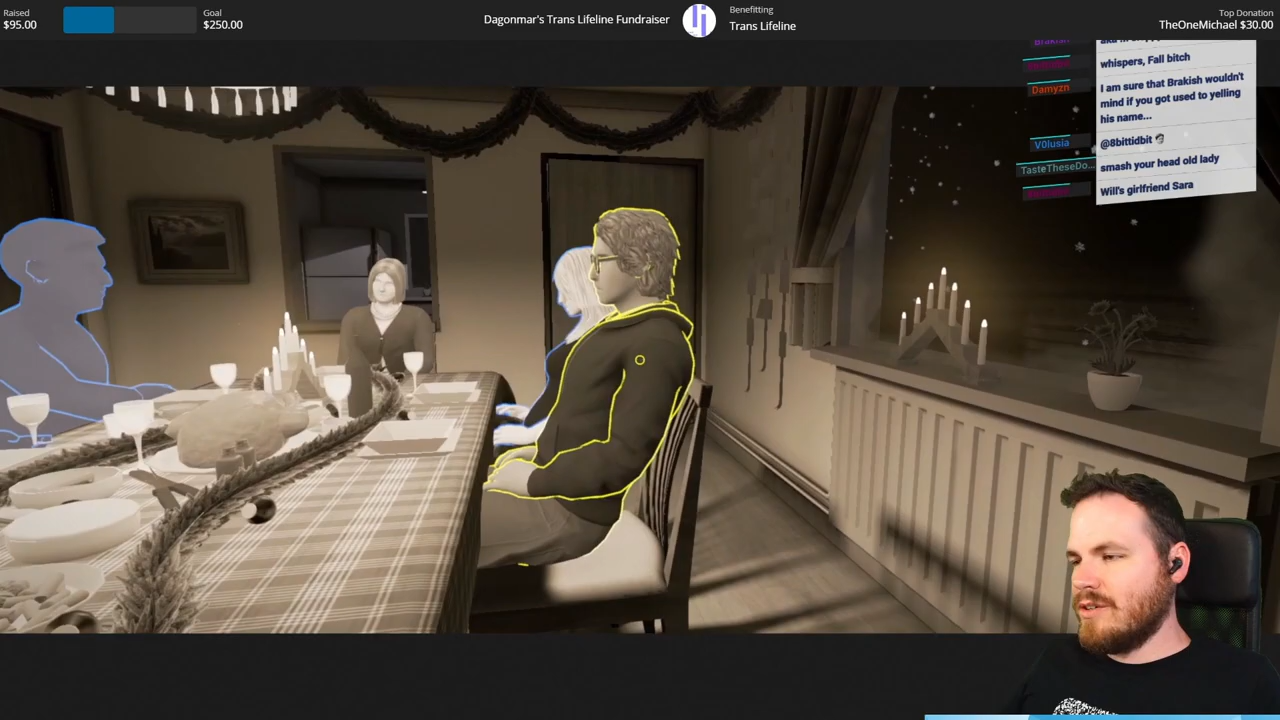 Raised
$95.00
Goal
$250.00
Dagonmar's Trans Lifeline Fundraiser
Benefitting
Trans Lifeline
Top Donation
TheOneMichael $30.00
whispers, Fall bitch
Damyzn
I am sure that Brakish wouldn't
mind if you got used to yelling
his name...
V0lusia
@8bittidbit
TasteTheseDo...
smash your head old lady
Will's girlfriend Sara